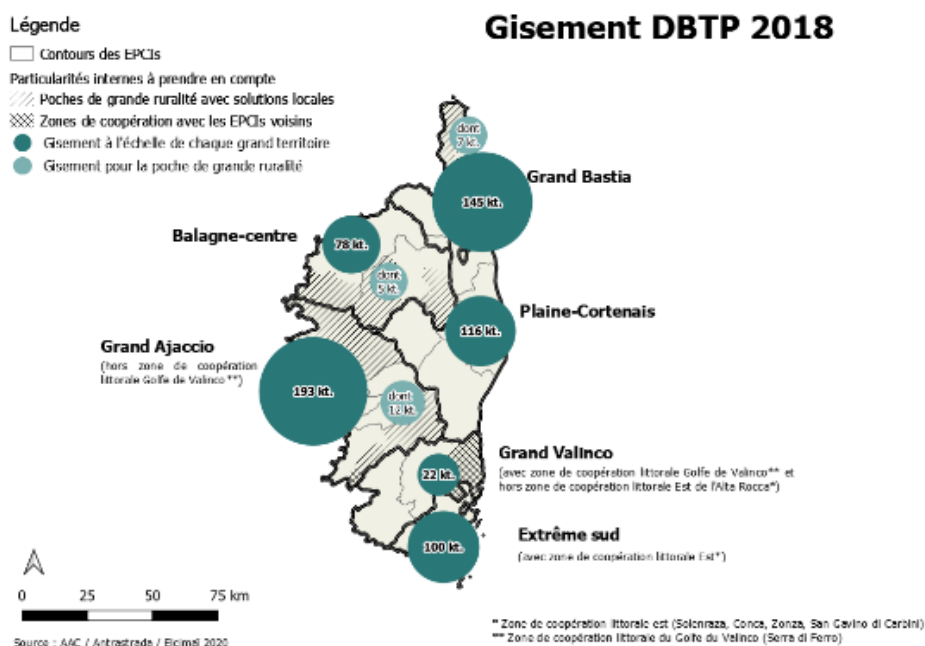 Gisement DBTP 2018
Légende
Contours des EPCIs
Particularités internes à prendre en compte
Poches de grande ruralité avec solutions locales
Zones de coopération avec les EPCIs voisins
Gisement à l'échelle de chaque grand territoire
Gisement pour la poche de grande ruralité
dont
7 kt.
Grand Bastia
145 kt.
Balagne-centre
78 kt.
dont
5 kt.
Plaine-Cortenais
116 kt.
Grand Ajaccio
(hors zone de coopération
littorale Golfe de Valinco**)
193 kt.
dont
12 kt.
Grand Valinco
(avec zone de coopération littorale Golfe de Valinco** et
hors zone de coopération littorale Est de l'Alta Rocca*)
22 kt.
Extrême sud
(avec zone de coopération littorale Est*)
100 kt.
0 25 50 75 km
Source : AAC / Antrastrada / Elcimaï 2020
* Zone de coopération littorale est (Solenraza, Conca, Zonza, San Gavino di Carbini)
** Zone de coopération littorale du Golfe du Valinco (Serra di Ferro)